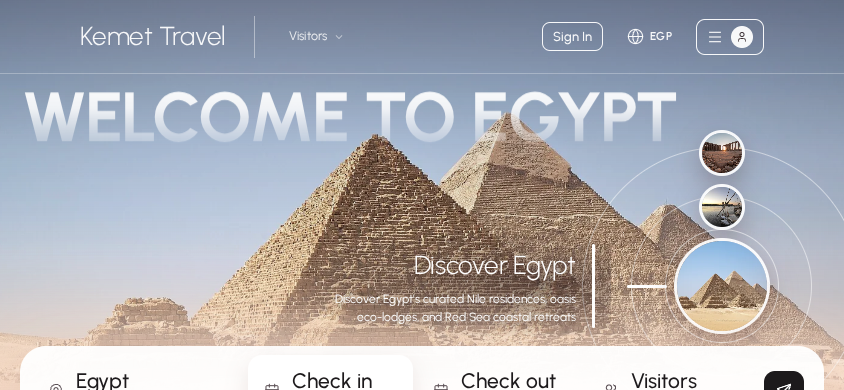 Kemet Travel
Visitors
Sign In
EGP
WELCOME TO EGYPT
Discover Egypt
Discover Egypt's curated Nile residences, oasis
eco-lodges, and Red Sea coastal retreats
Egypt
Check in
Check out
Visitors